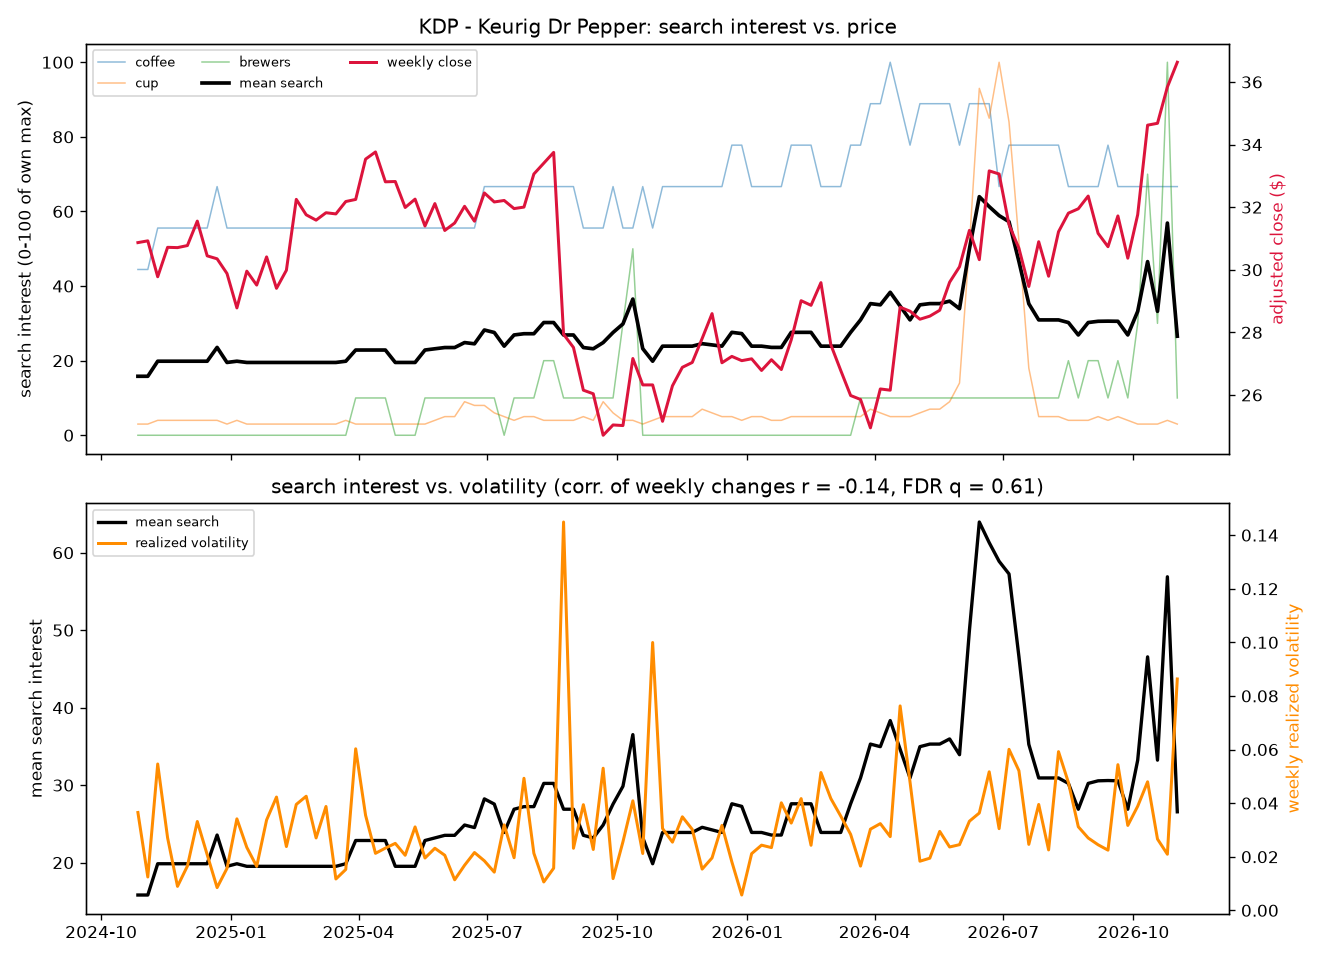 KDP - Keurig Dr Pepper: search interest vs. price
coffee
cup
brewers
mean search
weekly close
100
80
60
40
20
0
search interest (0-100 of own max)
36
34
32
30
28
26
adjusted close ($)
search interest vs. volatility (corr. of weekly changes r = -0.14, FDR q = 0.61)
mean search
realized volatility
60
50
40
30
20
mean search interest
0.14
0.12
0.10
0.08
0.06
0.04
0.02
0.00
weekly realized volatility
2024-10
2025-01
2025-04
2025-07
2025-10
2026-01
2026-04
2026-07
2026-10